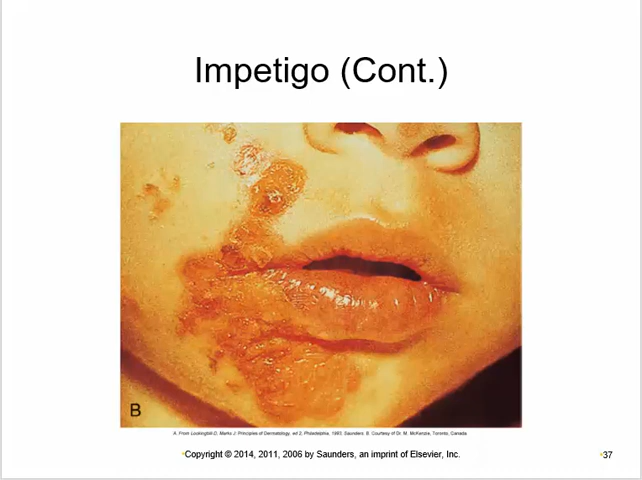 Impetigo (Cont.)
B
A. From Lookingbill D, Marks J: Principles of Dermatology, ed 2, Philadelphia, 1993, Saunders. B. Courtesy of Dr. M. McKenzie, Toronto, Canada
•Copyright © 2014, 2011, 2006 by Saunders, an imprint of Elsevier, Inc.
•37